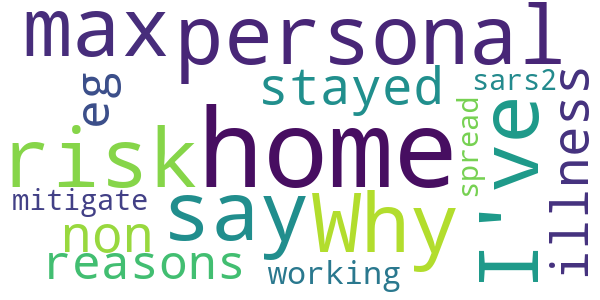 max personal
eg stayed sars2
risk home spread I've illness
mitigate say Why
non
reasons working